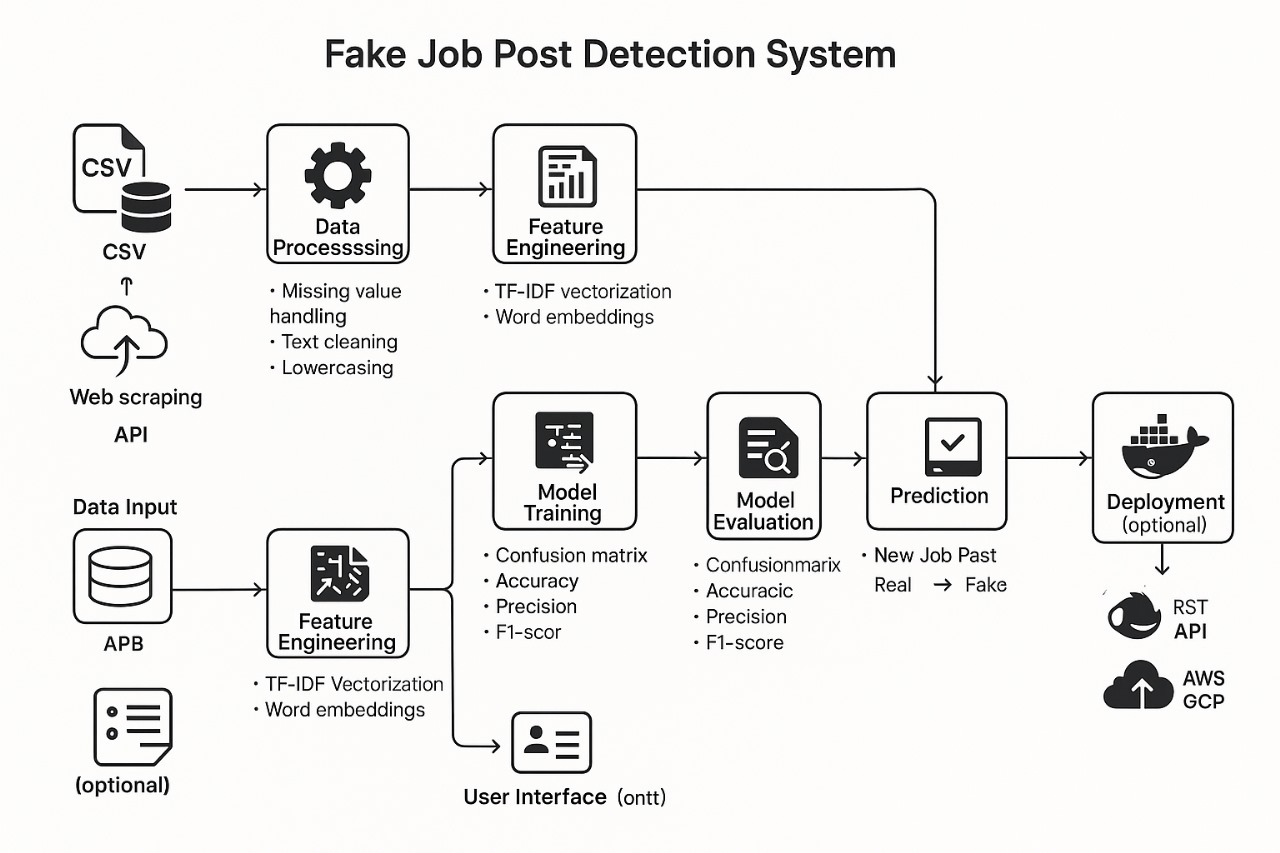 Fake Job Post Detection System
CSV
CSV
Web scraping
API
Data
Processssing
• Missing value
handling
• Text cleaning
• Lowercasing
Feature
Engineering
• TF-IDF vectorization
• Word embeddings
Data Input
APB
(optional)
Feature
Engineering
• TF-IDF Vectorization
• Word embeddings
Model
Training
• Confusion matrix
• Accuracy
• Precision
• F1-scor
Model
Evaluation
• Confusionmarix
• Accuracic
• Precision
• F1-score
Prediction
• New Job Past
Real → Fake
Deployment
(optional)
RST
API
AWS
GCP
User Interface (ontt)